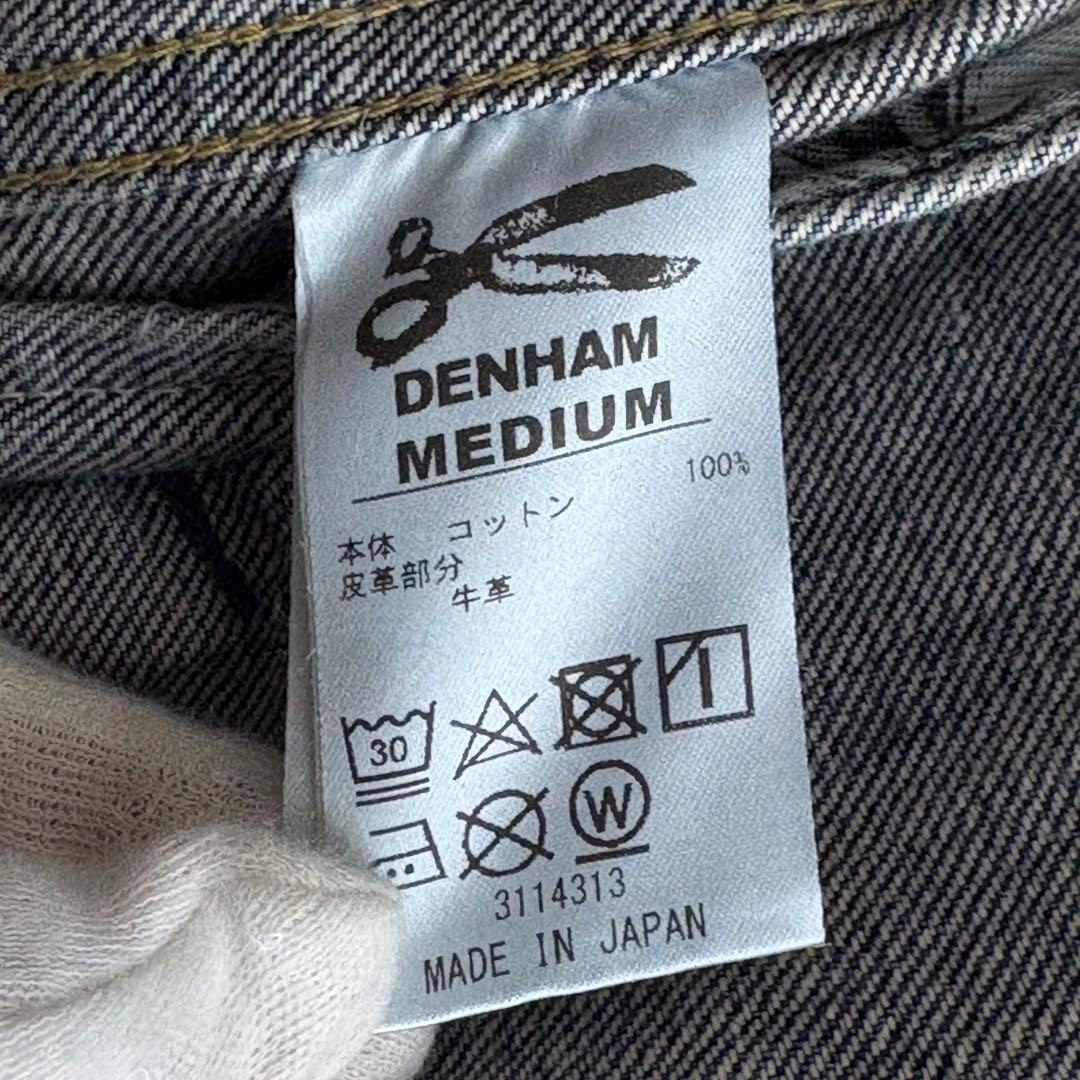 DENHAM
MEDIUM
本体 コットン 100%
皮革部分
牛革
30
W
3114313
MADE IN JAPAN